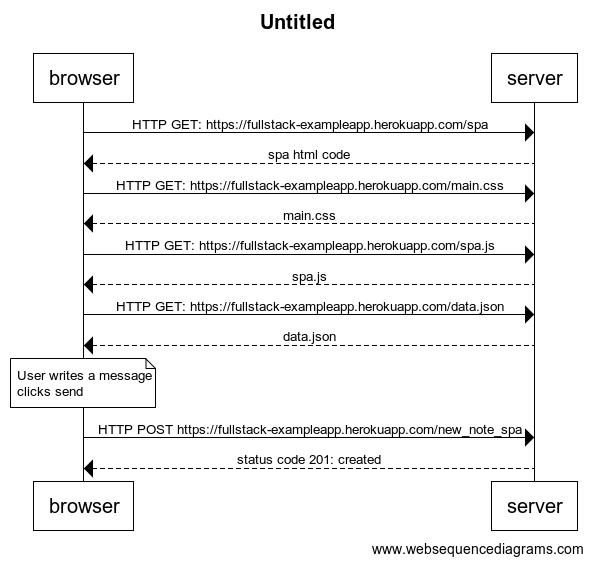 Untitled
browser
server
HTTP GET: https://fullstack-exampleapp.herokuapp.com/spa
spa html code
HTTP GET: https://fullstack-exampleapp.herokuapp.com/main.css
main.css
HTTP GET: https://fullstack-exampleapp.herokuapp.com/spa.js
spa.js
HTTP GET: https://fullstack-exampleapp.herokuapp.com/data.json
data.json
User writes a message
clicks send
HTTP POST https://fullstack-exampleapp.herokuapp.com/new_note_spa
status code 201: created
browser
server
www.websequencediagrams.com